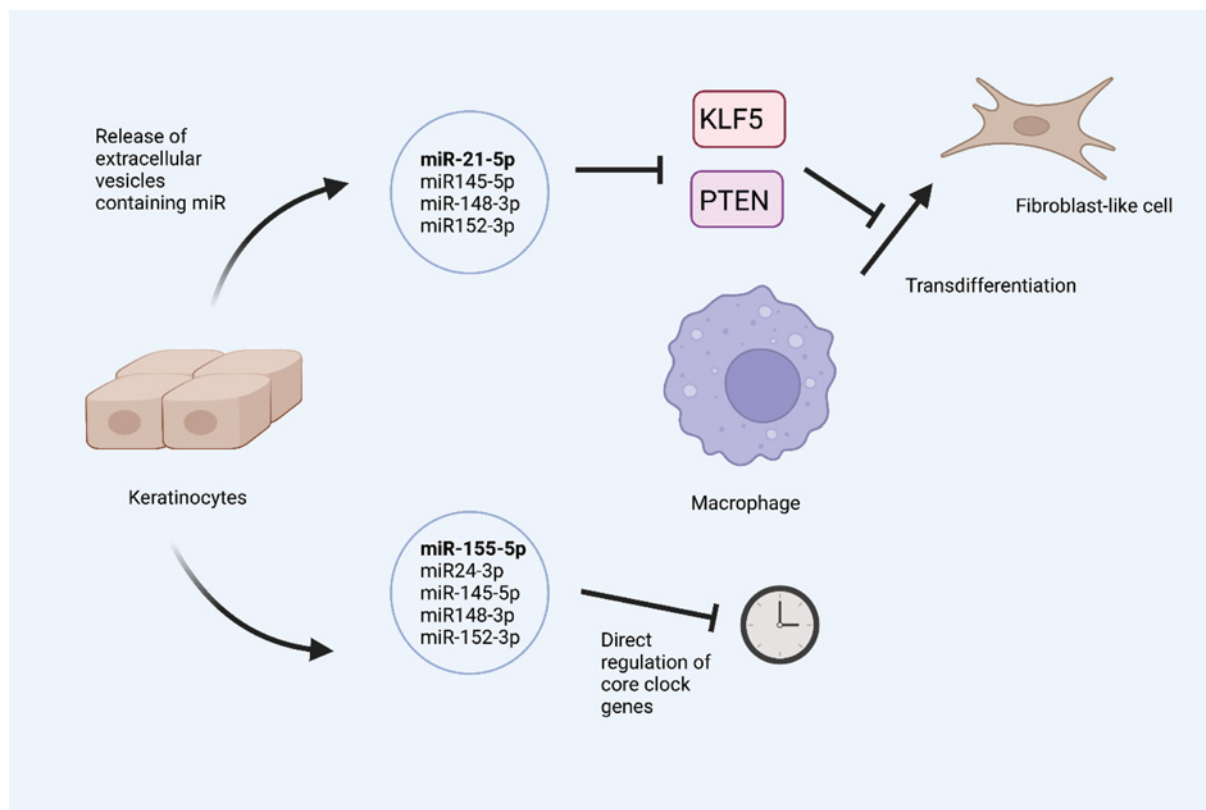 Release of
extracellular
vesicles
containing miR
miR-21-5p
miR145-5p
miR-148-3p
miR152-3p
KLF5
PTEN
Fibroblast-like cell
Transdifferentiation
Keratinocytes
Macrophage
miR-155-5p
miR24-3p
miR-145-5p
miR148-3p
miR-152-3p
Direct
regulation of
core clock
genes